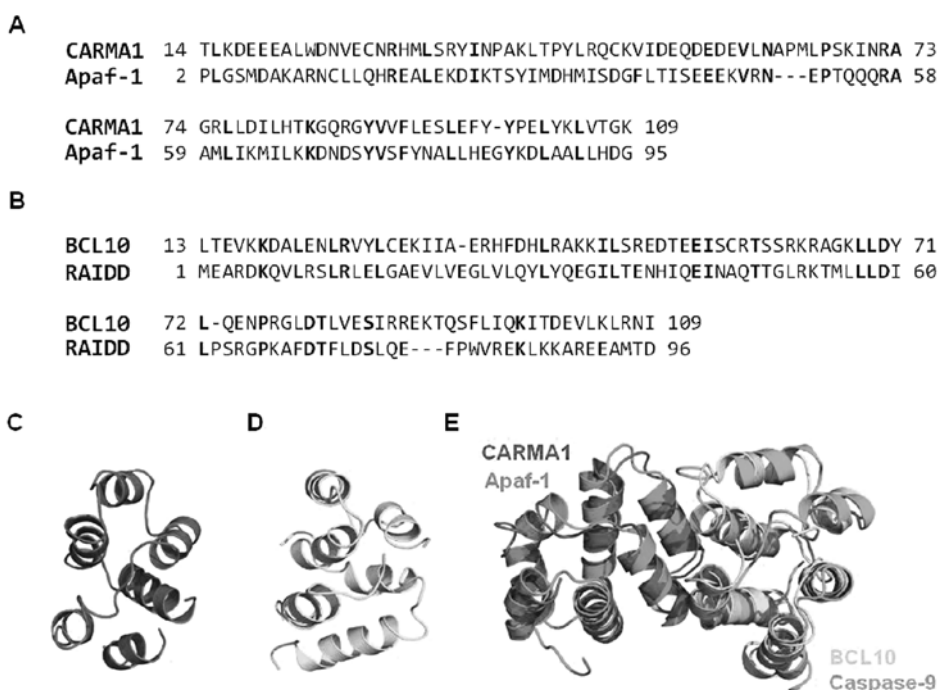 A
CARMA1 14 TLKDEEEALWDNVECNRHMLSRYINPAKLTPYLRQCKVIDEQDEDEVLNAPMLPSKINRA 73
Apaf-1 2 PLGSMDAKARNCLLQHREALEKDIKTSYIMDHMISDGFLTISEEEKVRN---EPTQQQRA 58
CARMA1 74 GRLLDILHTKGQRGYVVFLESLEFY-YPELYKLVTGK 109
Apaf-1 59 AMLIKMILKKDNDSYVSFYNALLHEGYKDLAALLHDG 95
B
BCL10 13 LTEVKKDALENLRVYLCEKIIA-ERHFDHLRAKKILSREDTEEISCRTSSRKRAGKLLDY 71
RAIDD 1 MEARDKQVLRSLRLELGAEVLVEGLVLQYLYQEGILTENHIQEINAQTTGLRKTMLLLDI 60
BCL10 72 L-QENPRGLDTLVESIRREKTQSFLIQKITDEVLKLRNI 109
RAIDD 61 LPSRGPKAFDTFLDSLQE---FPWVREKLKKAREEAMTD 96
C D E
CARMA1
Apaf-1
BCL10
Caspase-9